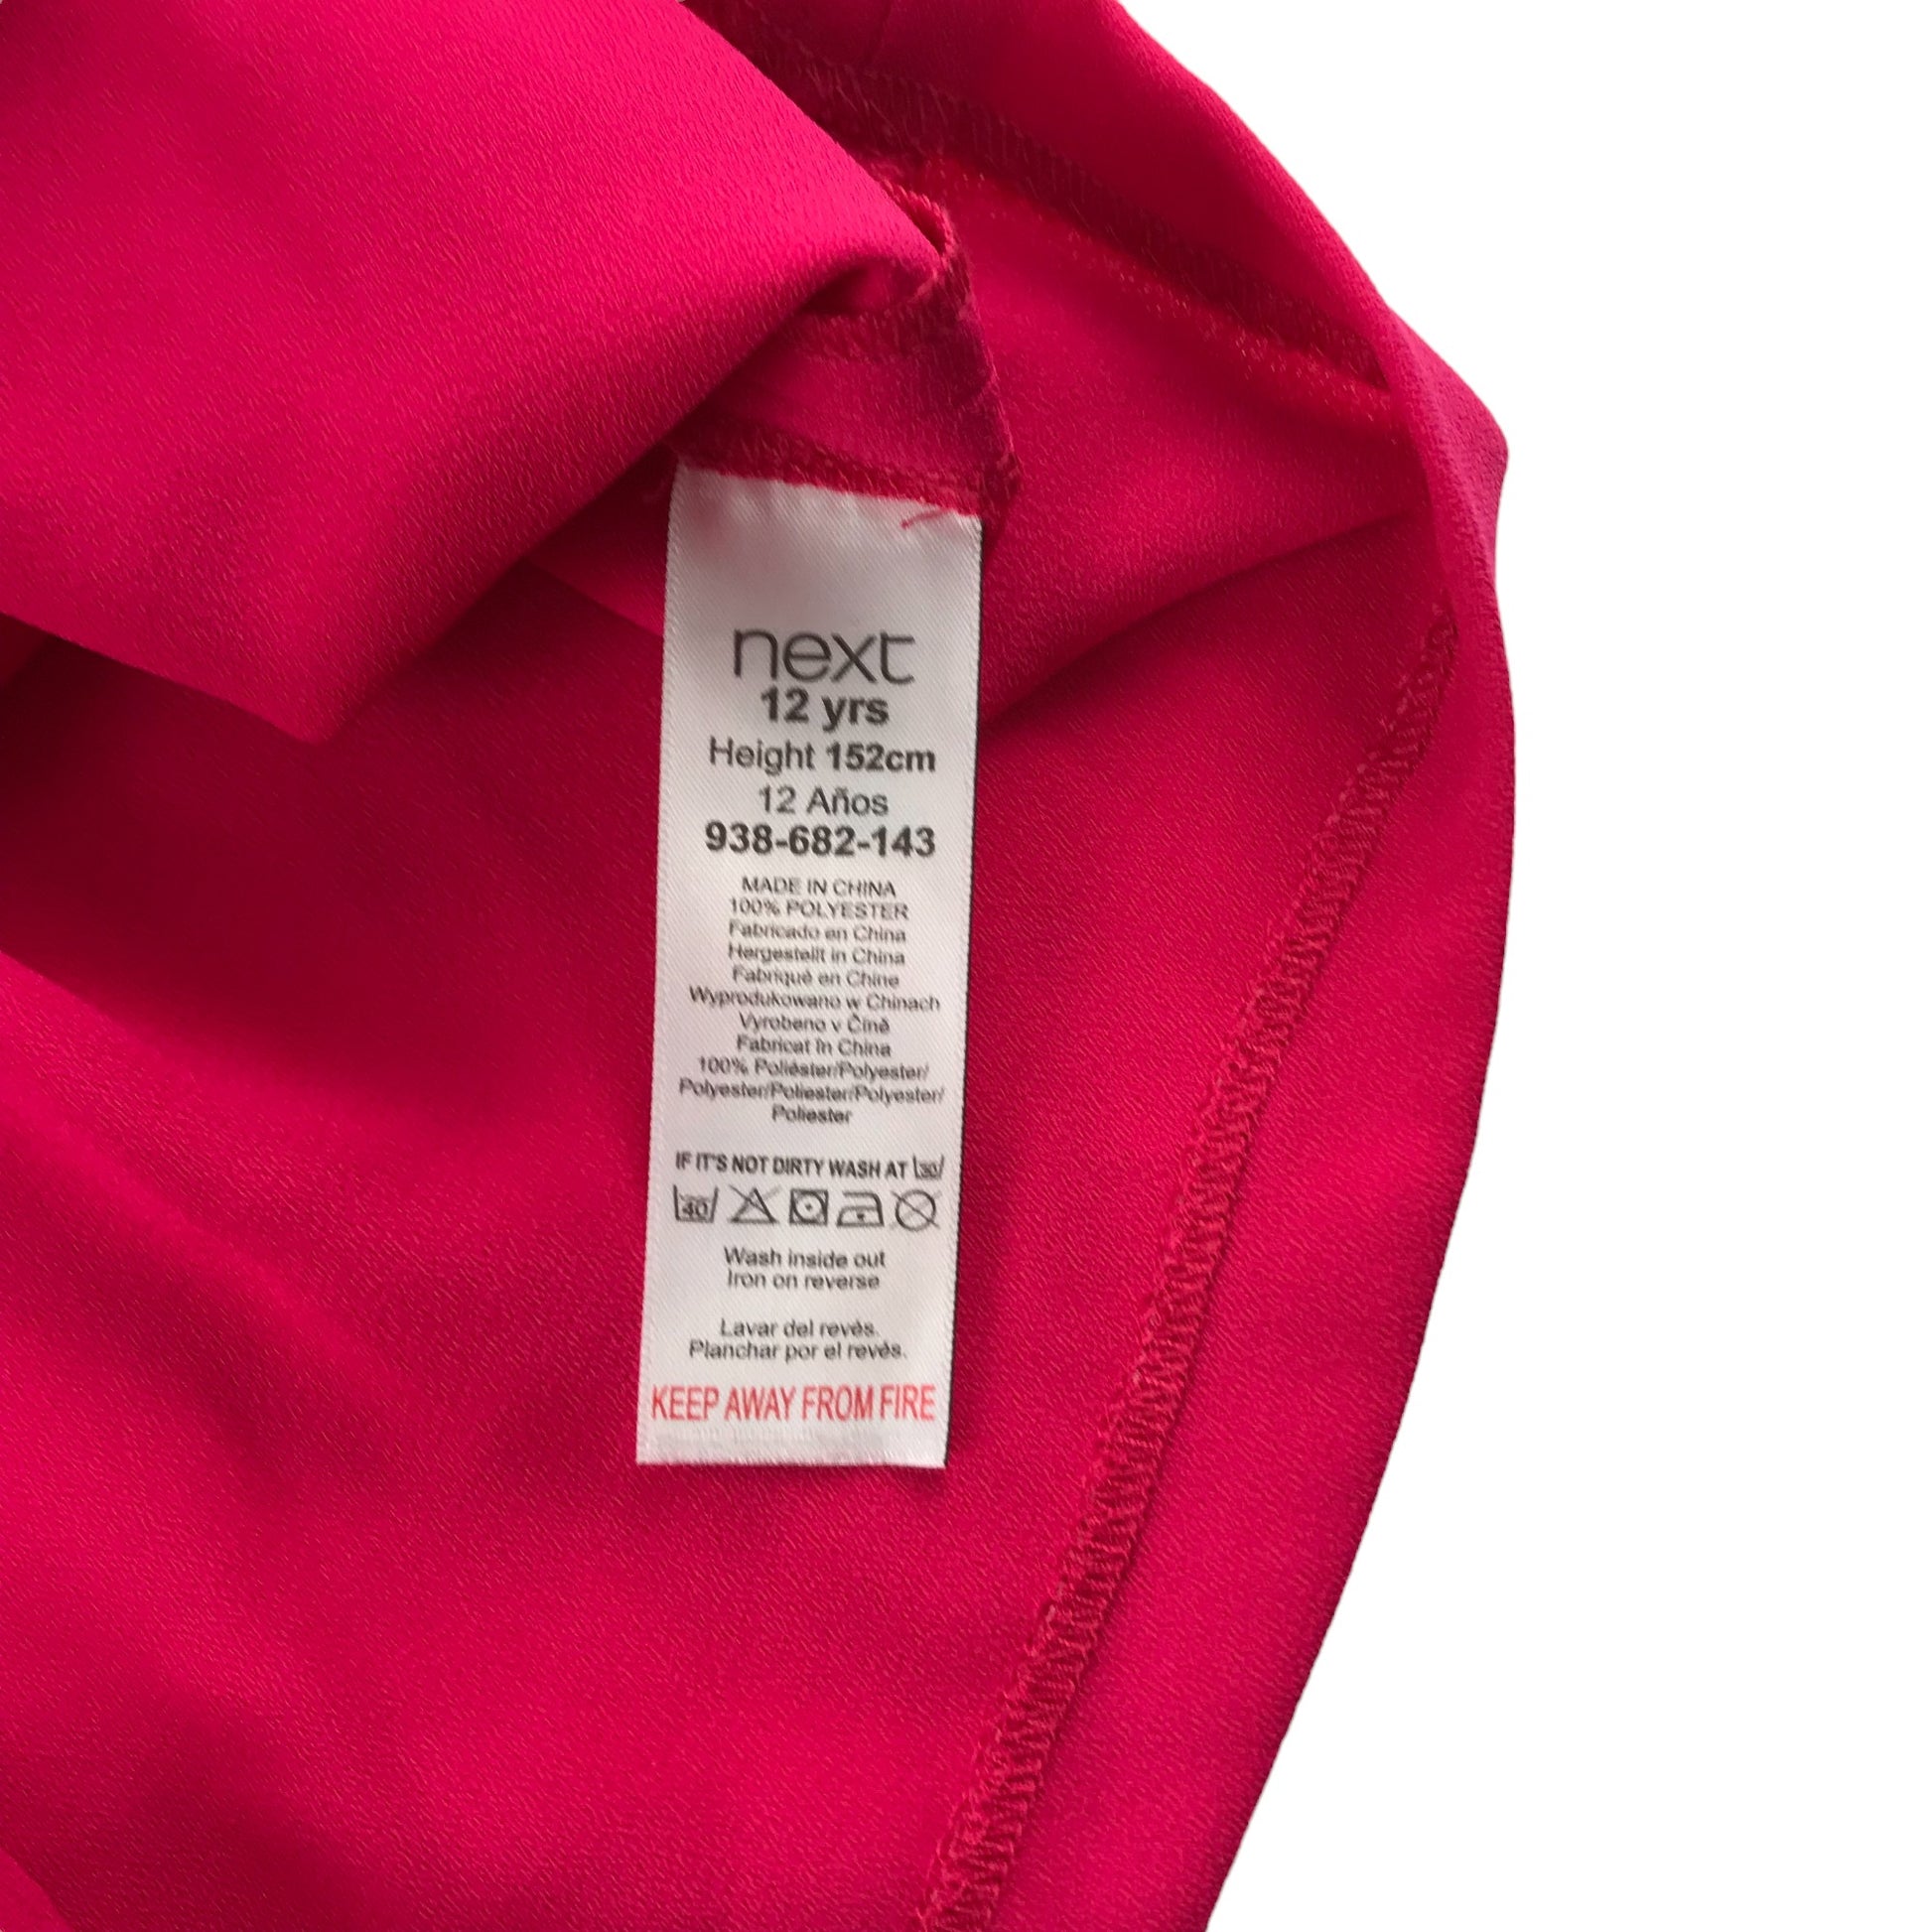 next
12 yrs
Height 152cm
12 Años
938-682-143
MADE IN CHINA
100% POLYESTER
Fabricado en China
Hergestellt in China
Fabriqué en Chine
Wyprodukowano w Chinach
Vyrobeno v Číně
Fabricat în China
100% Poliéster/Polyester/
Polyester/Poliester/Polyester/
Poliester
IF IT'S NOT DIRTY WASH AT 30
40
Wash inside out
Iron on reverse
Lavar del revés.
Planchar por el revés.
KEEP AWAY FROM FIRE